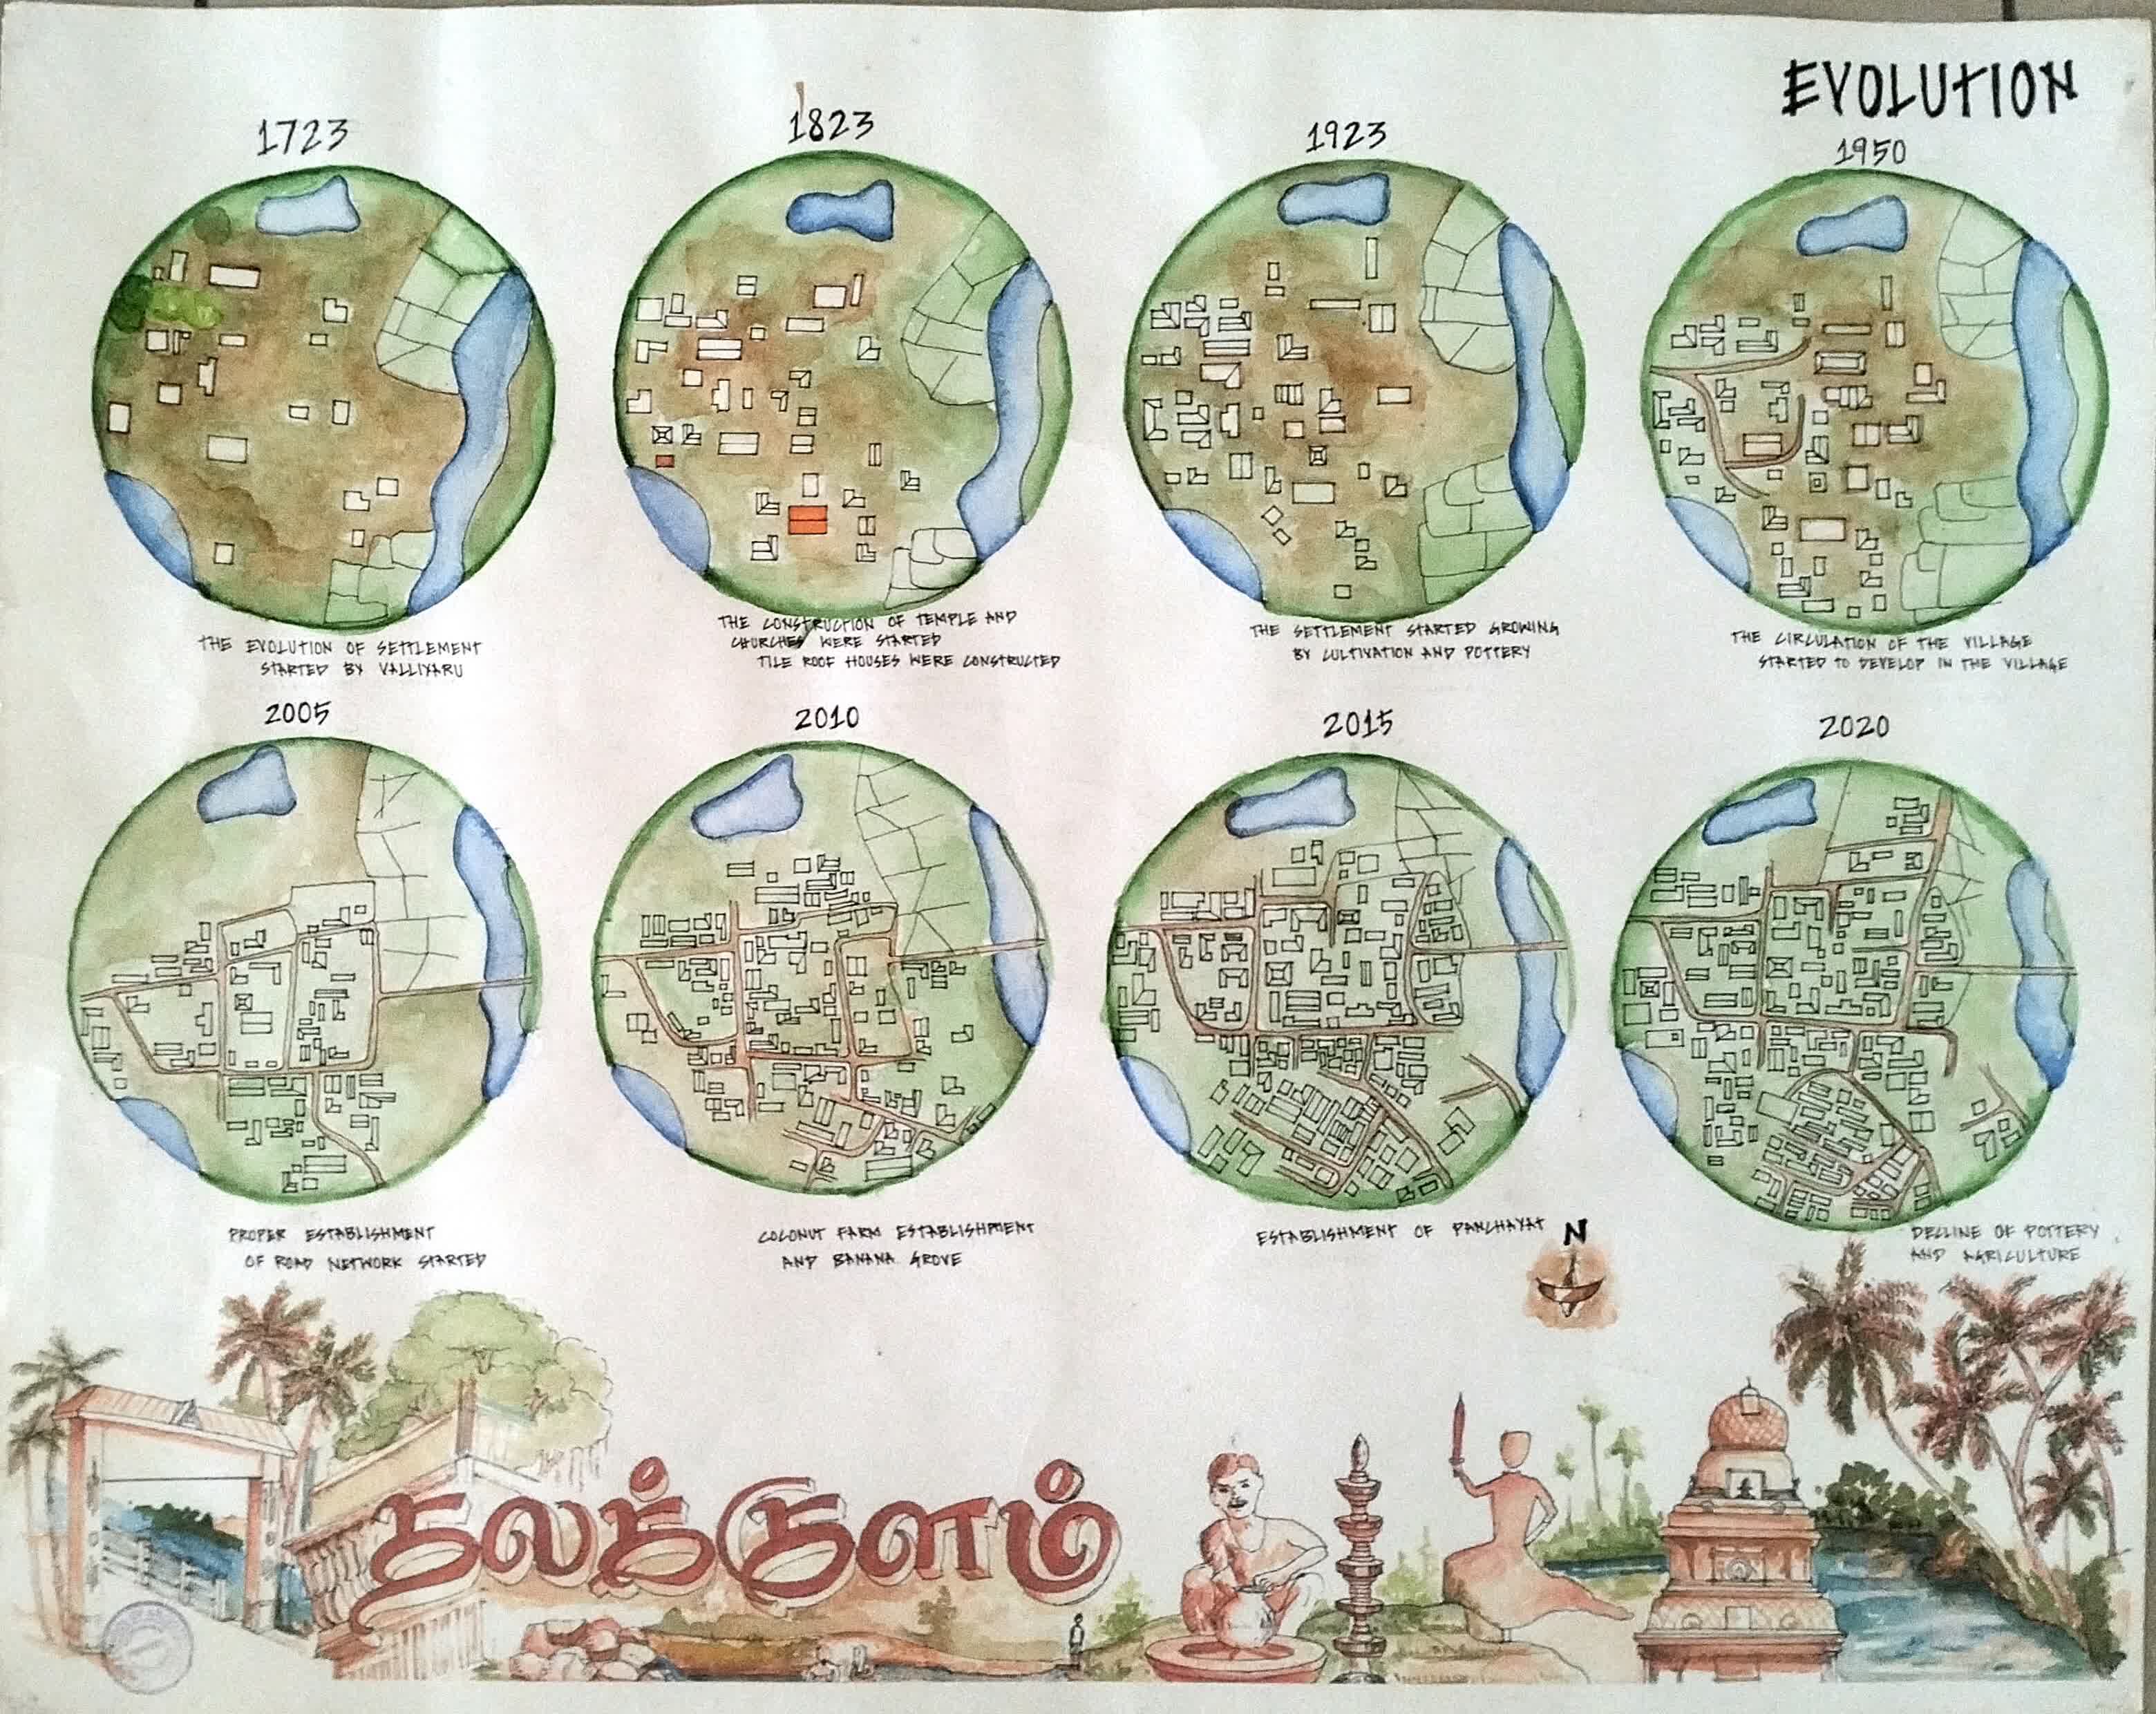 EVOLUTION
1723
THE EVOLUTION OF SETTLEMENT
STARTED BY VALLIYARU
1823
THE CONSTRUCTION OF TEMPLE AND
CHURCHES WERE STARTED
TILE ROOF HOUSES WERE CONSTRUCTED
1923
THE SETTLEMENT STARTED GROWING
BY CULTIVATION AND POTTERY
1950
THE CIRCULATION OF THE VILLAGE
STARTED TO DEVELOP IN THE VILLAGE
2005
PROPER ESTABLISHMENT
OF ROAD NETWORK STARTED
2010
COCONUT FARM ESTABLISHMENT
AND BANANA GROVE
2015
ESTABLISHMENT OF PANCHAYAT
2020
DECLINE OF POTTERY
AND AGRICULTURE
N
தலக்குளம்